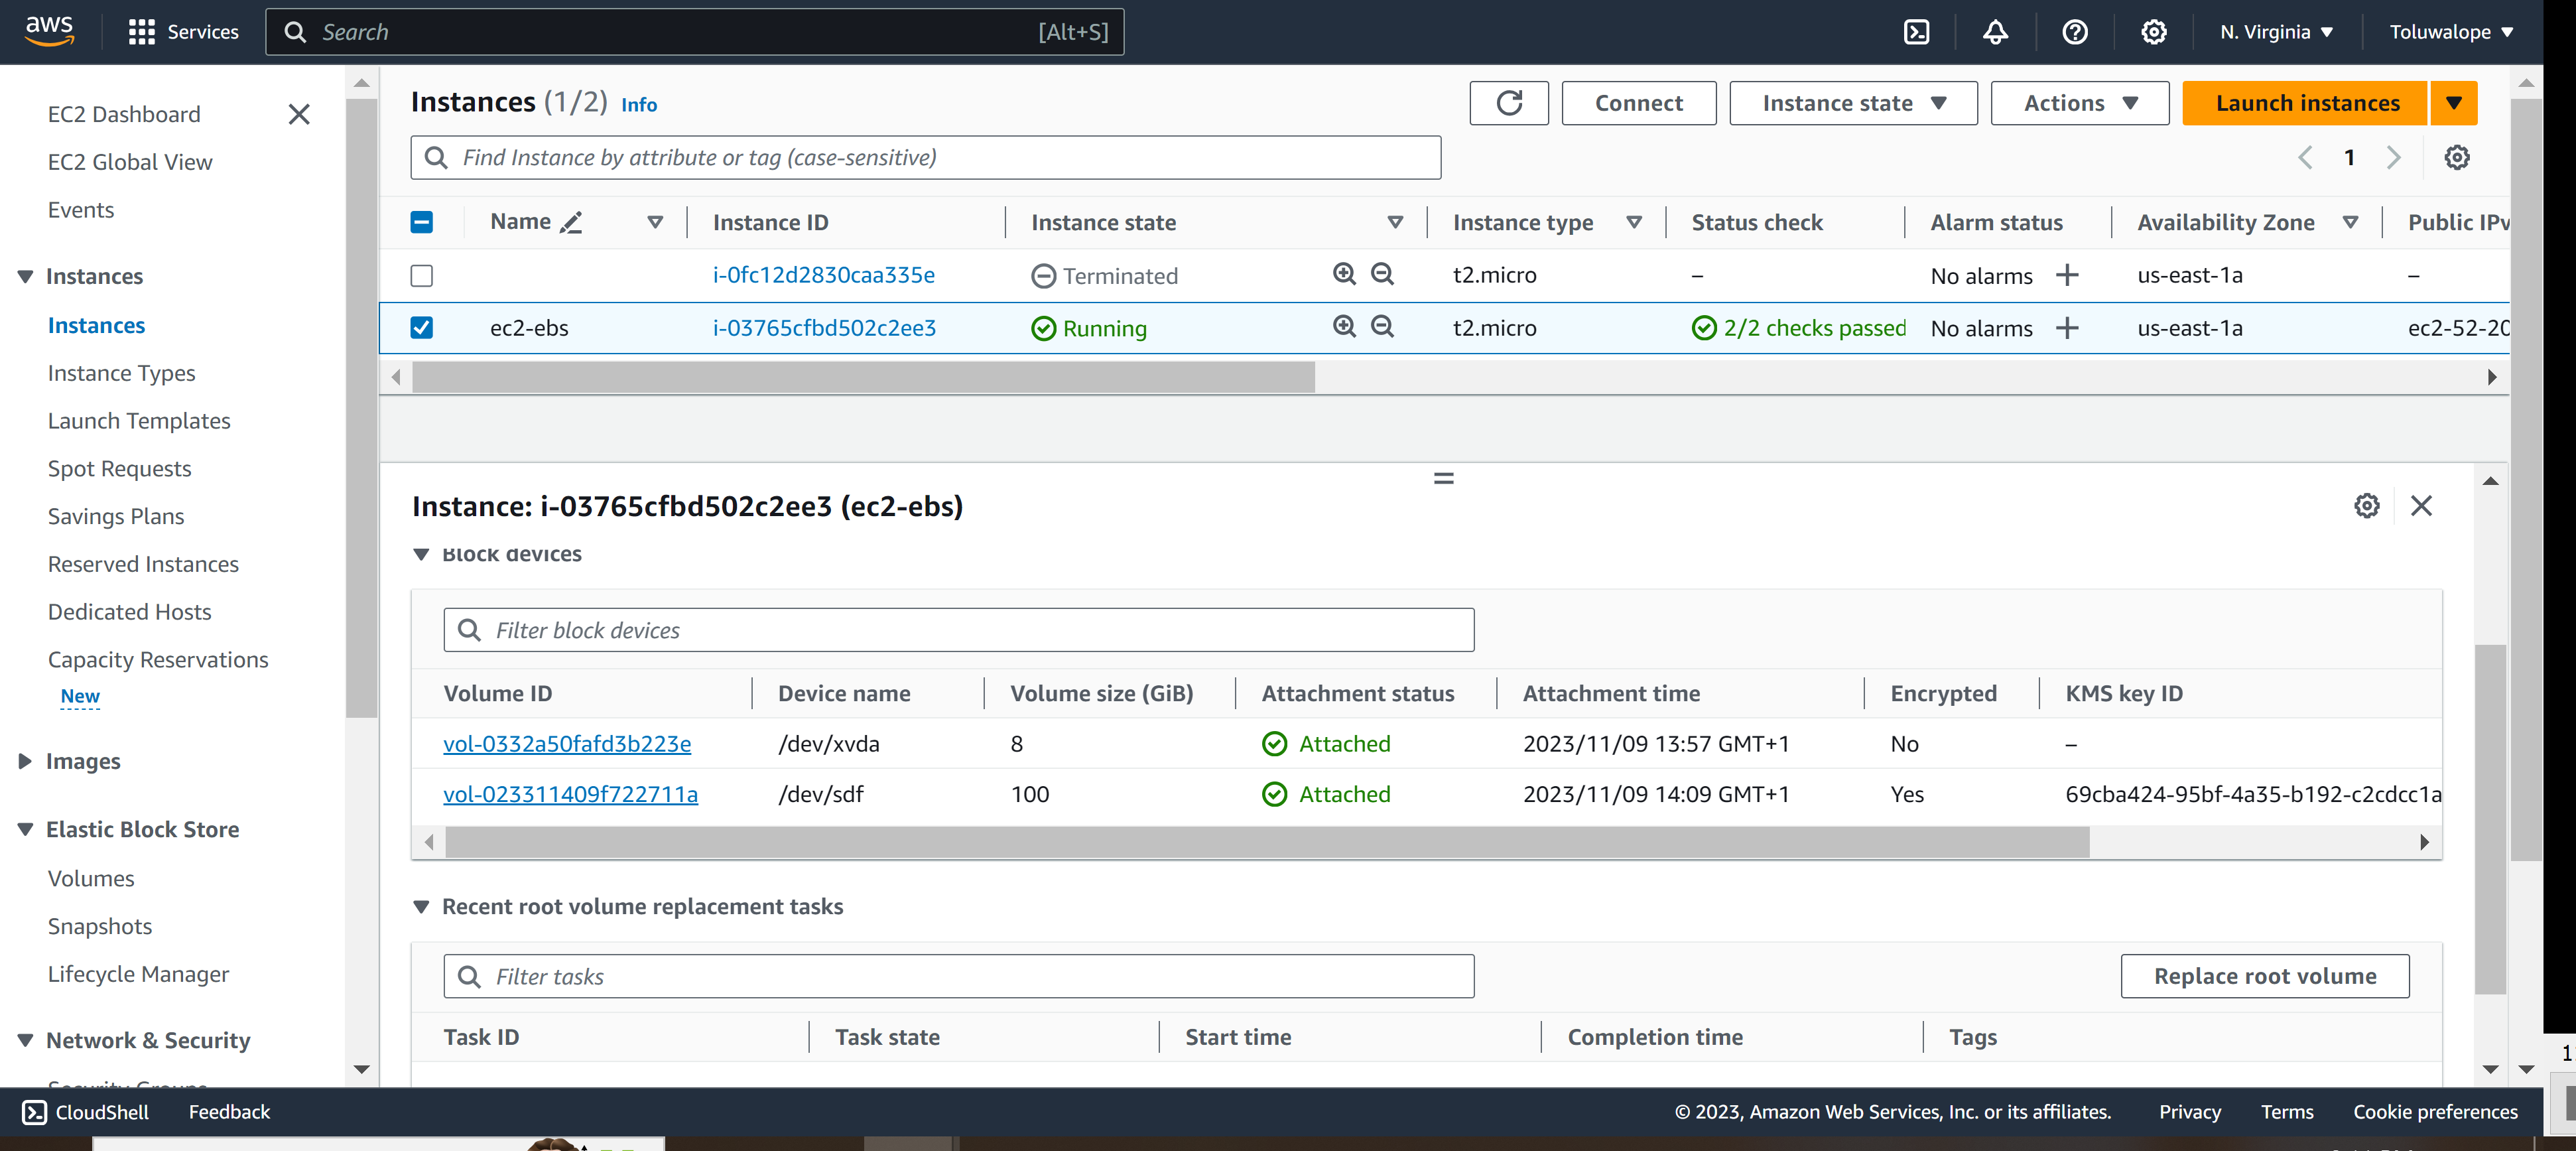 aws Services Search [Alt+S] N. Virginia Toluwalope
EC2 Dashboard
EC2 Global View
Events
Instances
Instances
Instance Types
Launch Templates
Spot Requests
Savings Plans
Reserved Instances
Dedicated Hosts
Capacity Reservations
New
Images
Elastic Block Store
Volumes
Snapshots
Lifecycle Manager
Network & Security
Instances (1/2) Info Connect Instance state Actions Launch instances
Find Instance by attribute or tag (case-sensitive) 1
Name Instance ID Instance state Instance type Status check Alarm status Availability Zone Public IPv
i-0fc12d2830caa335e Terminated t2.micro – No alarms + us-east-1a –
ec2-ebs i-03765cfbd502c2ee3 Running t2.micro 2/2 checks passed No alarms + us-east-1a ec2-52-20
Instance: i-03765cfbd502c2ee3 (ec2-ebs)
Block devices
Filter block devices
Volume ID Device name Volume size (GiB) Attachment status Attachment time Encrypted KMS key ID
vol-0332a50fafd3b223e /dev/xvda 8 Attached 2023/11/09 13:57 GMT+1 No –
vol-023311409f722711a /dev/sdf 100 Attached 2023/11/09 14:09 GMT+1 Yes 69cba424-95bf-4a35-b192-c2cdcc1a
Recent root volume replacement tasks
Filter tasks Replace root volume
Task ID Task state Start time Completion time Tags
CloudShell Feedback © 2023, Amazon Web Services, Inc. or its affiliates. Privacy Terms Cookie preferences